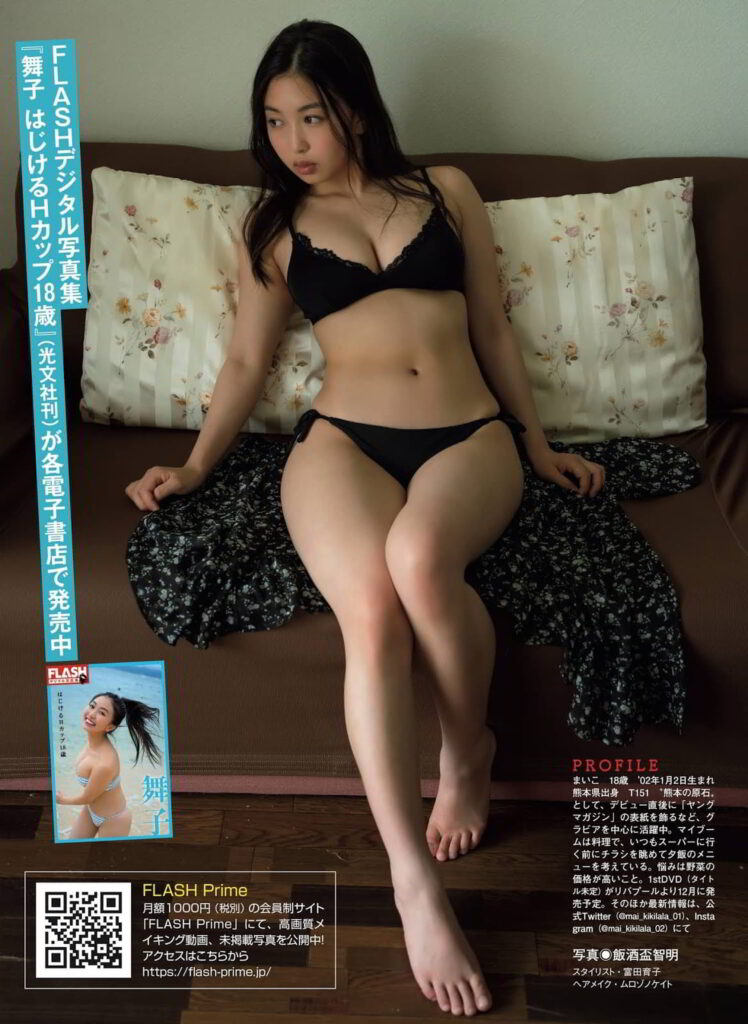 FLASHデジタル写真集
『舞子 はじけるHカップ18歳』(光文社刊)が各電子書店で発売中
FLASH
デジタル写真集
はじけるHカップ18歳
舞子
FLASH Prime
月額1000円(税別)の会員制サイト
「FLASH Prime」にて、高画質メ
イキング動画、未掲載写真を公開中!
アクセスはこちらから
https://flash-prime.jp/
PROFILE
まいこ 18歳 '02年1月2日生まれ
熊本県出身 T151 “熊本の原石„
として、デビュー直後に「ヤング
マガジン」の表紙を飾るなど、グ
ラビアを中心に活躍中。マイブー
ムは料理で、いつもスーパーに行
く前にチラシを眺めて夕飯のメニ
ューを考えている。悩みは野菜の
価格が高いこと。1stDVD(タイト
ル未定)がリバプールより12月に発
売予定。そのほか最新情報は、公
式Twitter(@mai_kikilala_01)、Insta
gram(@mai_kikilala_02)にて
写真◉飯酒盃智明
スタイリスト・富田育子
ヘアメイク・ムロゾノケイト